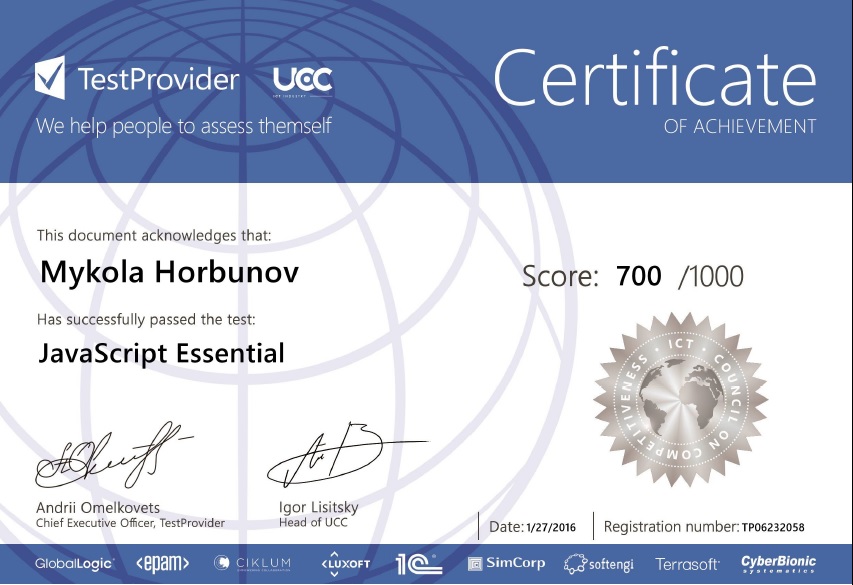 TestProvider
UCC
ICT INDUSTRY
We help people to assess themself
Certificate
OF ACHIEVEMENT
This document acknowledges that:
Mykola Horbunov
Score: 700 /1000
Has successfully passed the test:
JavaScript Essential
ICT • COUNCIL ON COMPETITIVENESS •
Andrii Omelkovets
Chief Executive Officer, TestProvider
Igor Lisitsky
Head of UCC
Date: 1/27/2016
Registration number: TP06232058
GlobalLogic
<epam>
CIKLUM
<LUXOFT
1C
SimCorp
softengi
Terrasoft
CyberBionic
systematics